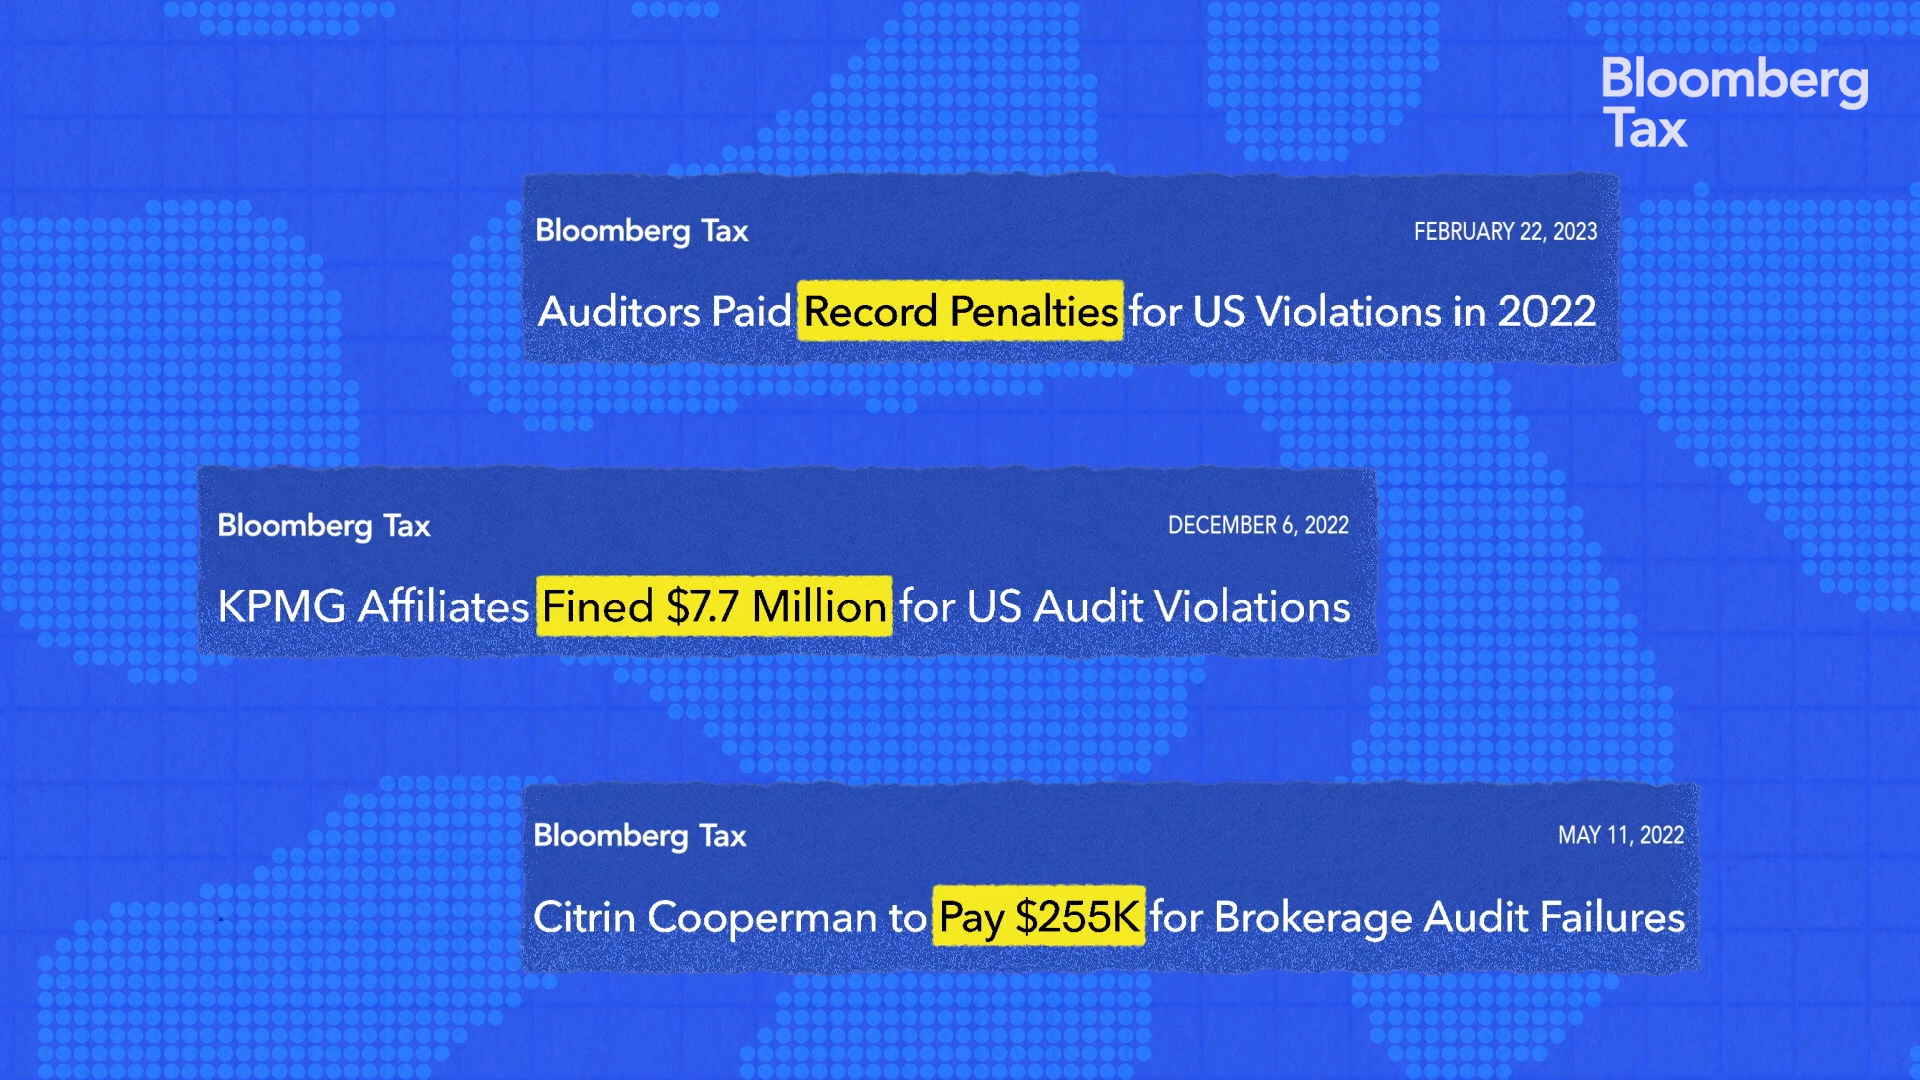 Bloomberg
Tax
Bloomberg Tax FEBRUARY 22, 2023
Auditors Paid Record Penalties for US Violations in 2022
Bloomberg Tax DECEMBER 6, 2022
KPMG Affiliates Fined $7.7 Million for US Audit Violations
Bloomberg Tax MAY 11, 2022
Citrin Cooperman to Pay $255K for Brokerage Audit Failures